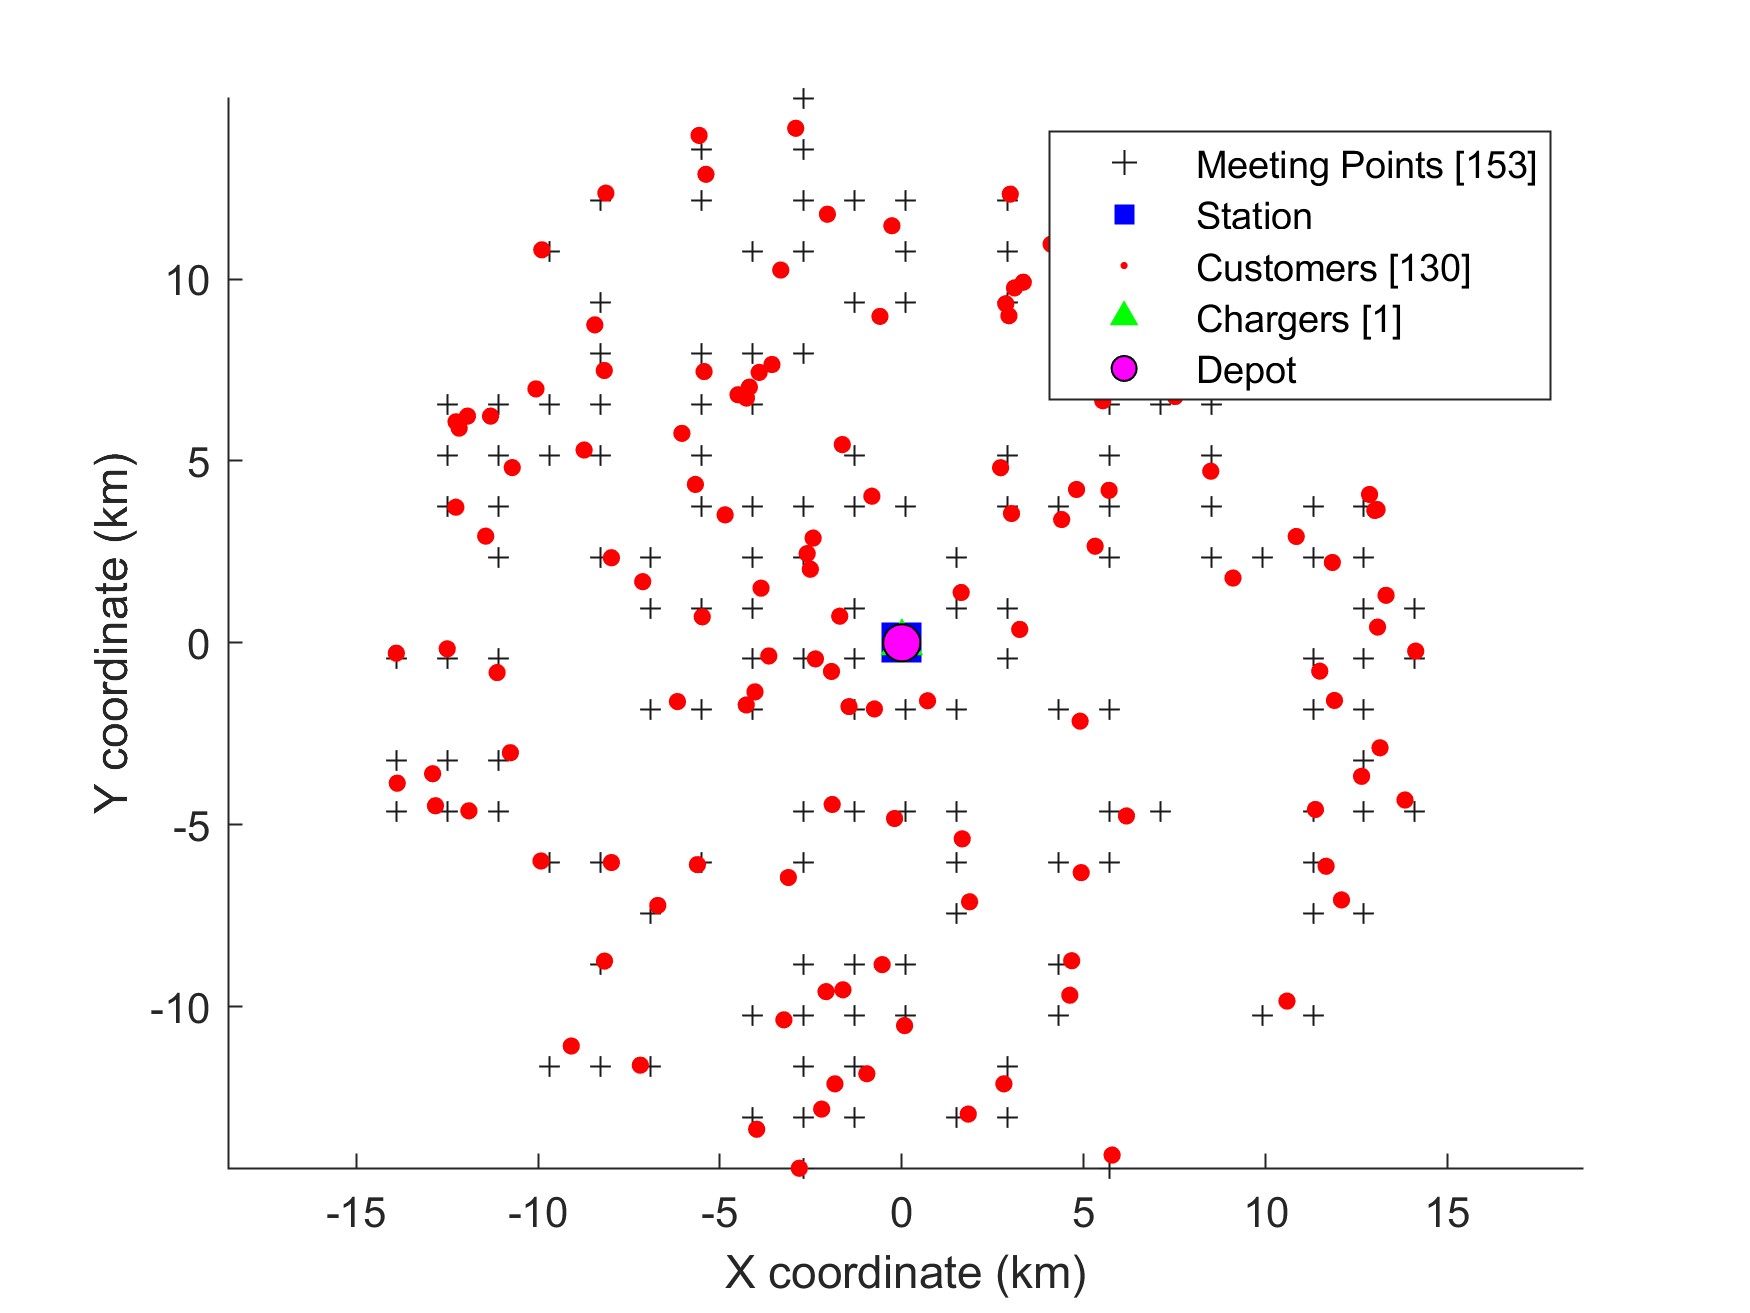 Meeting Points [153]
Station
Customers [130]
Chargers [1]
Depot
10
5
0
-5
-10
Y coordinate (km)
-15 -10 -5 0 5 10 15
X coordinate (km)